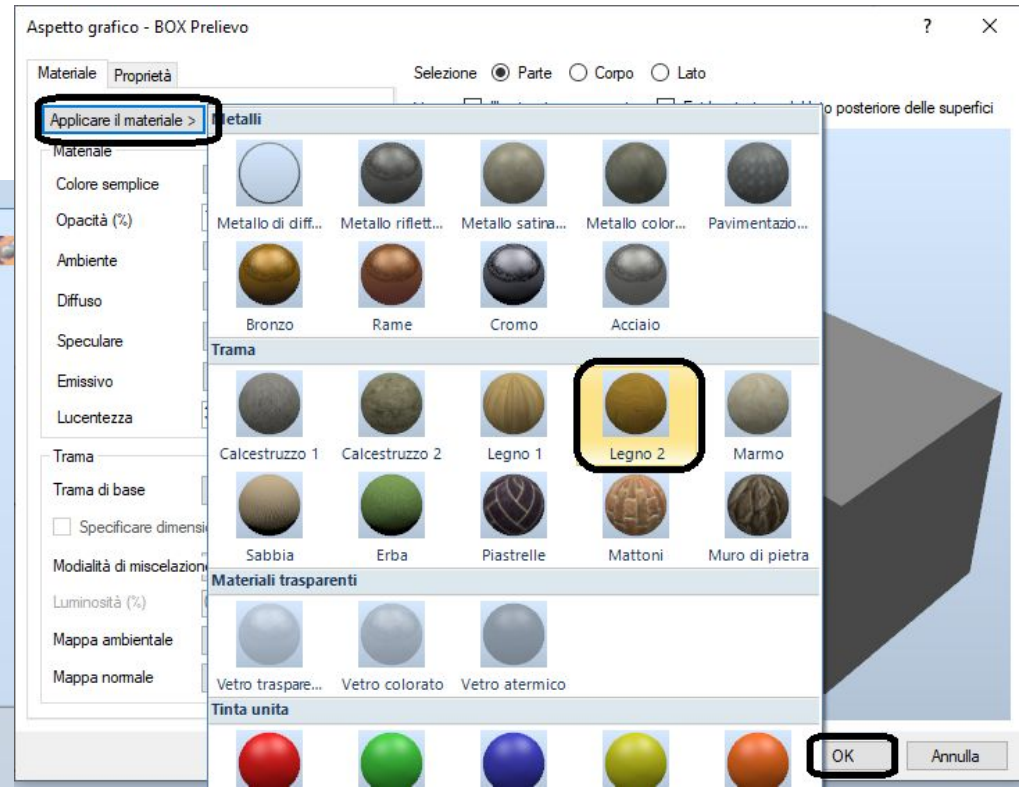 Aspetto grafico - BOX Prelievo
? X
Materiale Proprietà
Selezione Parte Corpo Lato
Applicare il materiale >
posteriore delle superfici
Metalli
Materiale
Colore semplice
Opacità (%)
Ambiente
Diffuso
Speculare
Emissivo
Lucentezza
Trama
Trama di base
Specificare dimensi
Modalità di miscelazione
Luminosità (%)
Mappa ambientale
Mappa normale
Metallo di diff... Metallo riflett... Metallo satina... Metallo color... Pavimentazio...
Bronzo Rame Cromo Acciaio
Trama
Calcestruzzo 1 Calcestruzzo 2 Legno 1 Legno 2 Marmo
Sabbia Erba Piastrelle Mattoni Muro di pietra
Materiali trasparenti
Vetro traspare... Vetro colorato Vetro atermico
Tinta unita
OK Annulla